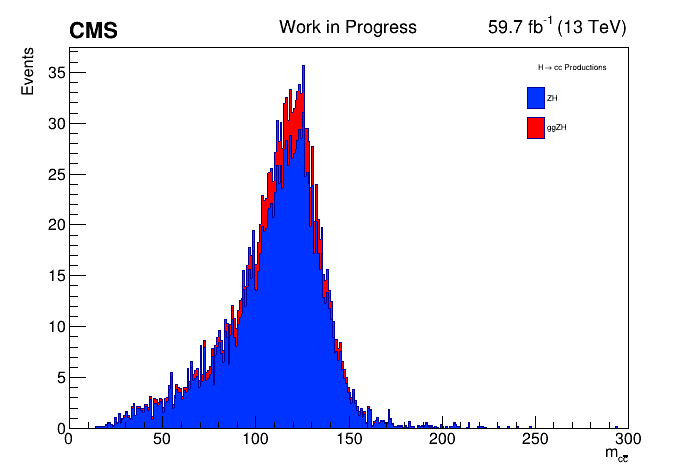 CMS Work in Progress 59.7 fb⁻¹ (13 TeV)
Events
H → cc Productions
ZH
ggZH
35
30
25
20
15
10
5
0
0 50 100 150 200 250 300
m_cc̅